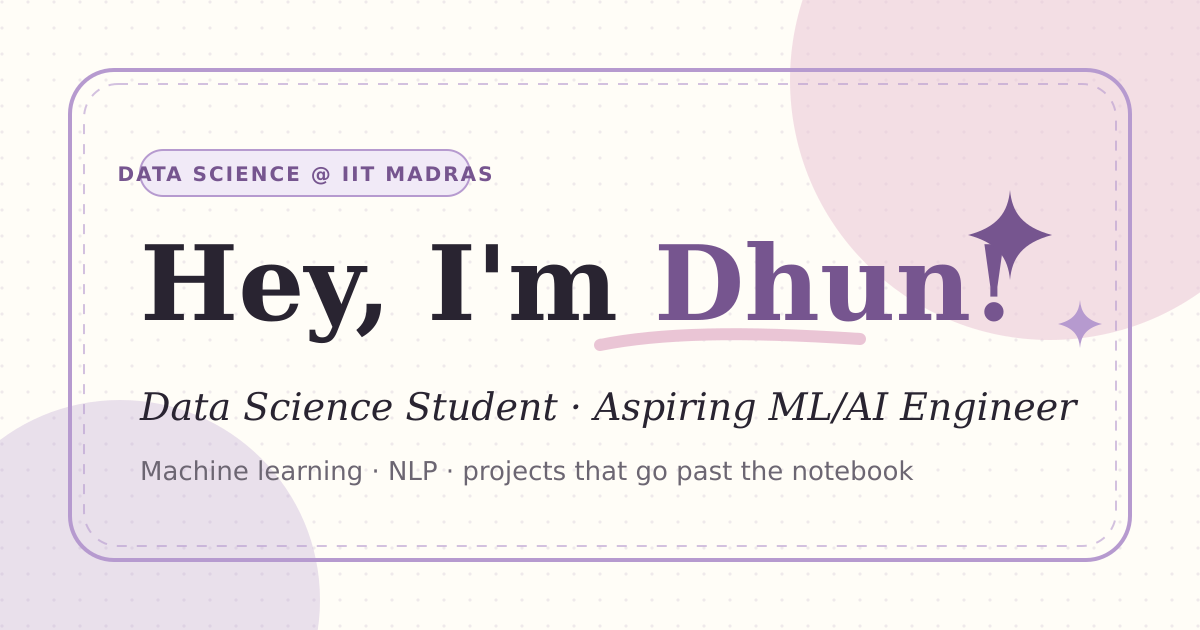 DATA SCIENCE @ IIT MADRAS
Hey, I'm Dhun!
Data Science Student · Aspiring ML/AI Engineer
Machine learning · NLP · projects that go past the notebook